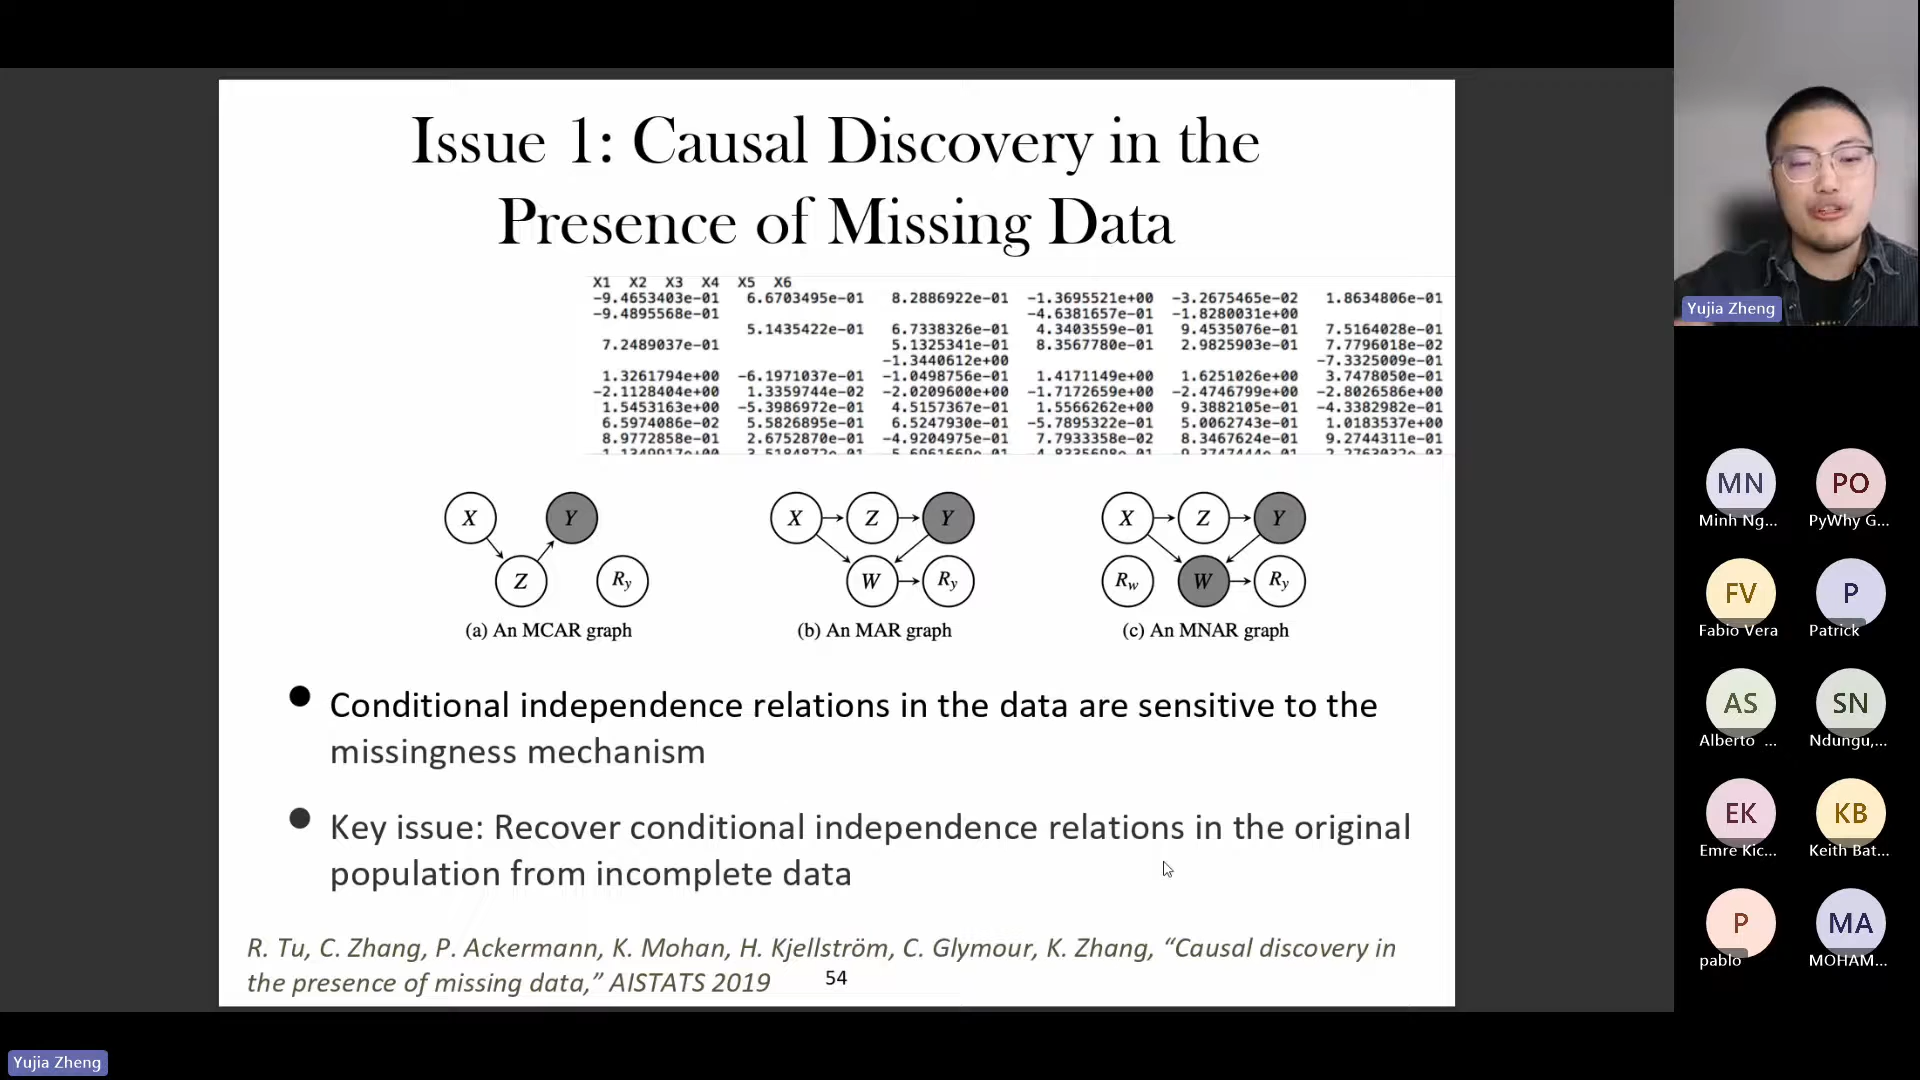 Issue 1: Causal Discovery in the
Presence of Missing Data
X1 X2 X3 X4 X5 X6
-9.4653403e-01 6.6703495e-01 8.2886922e-01 -1.3695521e+00 -3.2675465e-02 1.8634806e-01
-9.4895568e-01 -4.6381657e-01 -1.8280031e+00
5.1435422e-01 6.7338326e-01 4.3403559e-01 9.4535076e-01 7.5164028e-01
7.2489037e-01 5.1325341e-01 8.3567780e-01 2.9825903e-01 7.7796018e-02
-1.3440612e+00 -7.3325009e-01
1.3261794e+00 -6.1971037e-01 -1.0498756e-01 1.4171149e+00 1.6251026e+00 3.7478050e-01
-2.1128404e+00 1.3359744e-02 -2.0209600e+00 -1.7172659e+00 -2.4746799e+00 -2.8026586e+00
1.5453163e+00 -5.3986972e-01 4.5157367e-01 1.5566262e+00 9.3882105e-01 -4.3382982e-01
6.5974086e-02 5.5826895e-01 6.5247930e-01 -5.7895322e-01 5.0062743e-01 1.0183537e+00
8.9772858e-01 2.6752870e-01 -4.9204975e-01 7.7933358e-02 8.3467624e-01 9.2744311e-01
X Y
Z Ry
(a) An MCAR graph
X Z Y
W Ry
(b) An MAR graph
X Z Y
Rw W Ry
(c) An MNAR graph
Conditional independence relations in the data are sensitive to the
missingness mechanism
Key issue: Recover conditional independence relations in the original
population from incomplete data
R. Tu, C. Zhang, P. Ackermann, K. Mohan, H. Kjellström, C. Glymour, K. Zhang, “Causal discovery in
the presence of missing data,” AISTATS 2019
54
Yujia Zheng
MN PO
Minh Ng... PyWhy G...
FV P
Fabio Vera Patrick
AS SN
Alberto ... Ndungu,...
EK KB
Emre Kic... Keith Bat...
P MA
pablo MOHAM...
Yujia Zheng